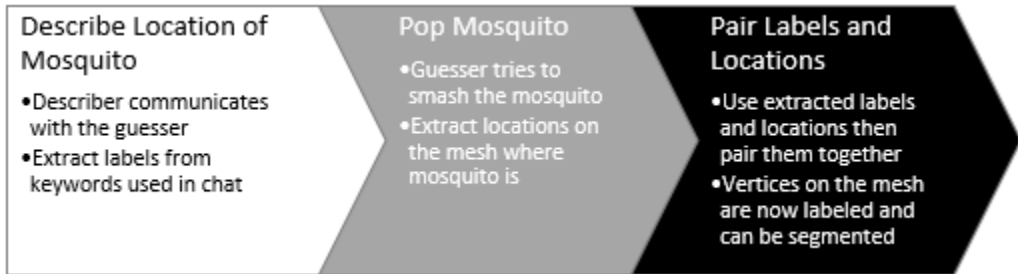 Describe Location of
Mosquito
•Describer communicates
with the guesser
•Extract labels from
keywords used in chat
Pop Mosquito
•Guesser tries to
smash the mosquito
•Extract locations on
the mesh where
mosquito is
Pair Labels and
Locations
•Use extracted labels
and locations then
pair them together
•Vertices on the mesh
are now labeled and
can be segmented